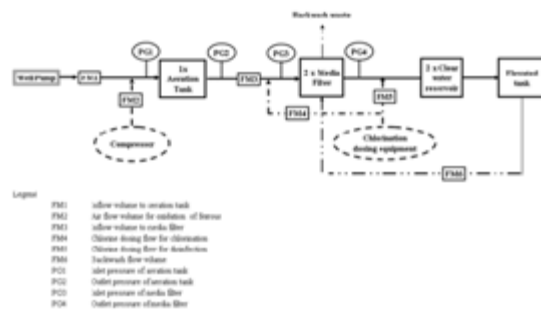 Backwash waste
PG1
PG2
PG3
PG4
Well Pump
FM1
1x
Aeration
Tank
FM3
2 x Media
Filter
2 x Clear
water
reservoir
Elevated
tank
FM2
FM4
FM5
Compressor
Chlorination
dosing equipment
FM6
Legend
FM1 Inflow volume to aeration tank
FM2 Air flow volume for oxidation of ferrous
FM3 Inflow volume to media filter
FM4 Chlorine dosing flow for chlorination
FM5 Chlorine dosing flow for disinfection
FM6 Backwash flow volume
PG1 Inlet pressure of aeration tank
PG2 Outlet pressure of aeration tank
PG3 Inlet pressure of media filter
PG4 Outlet pressure of media filter